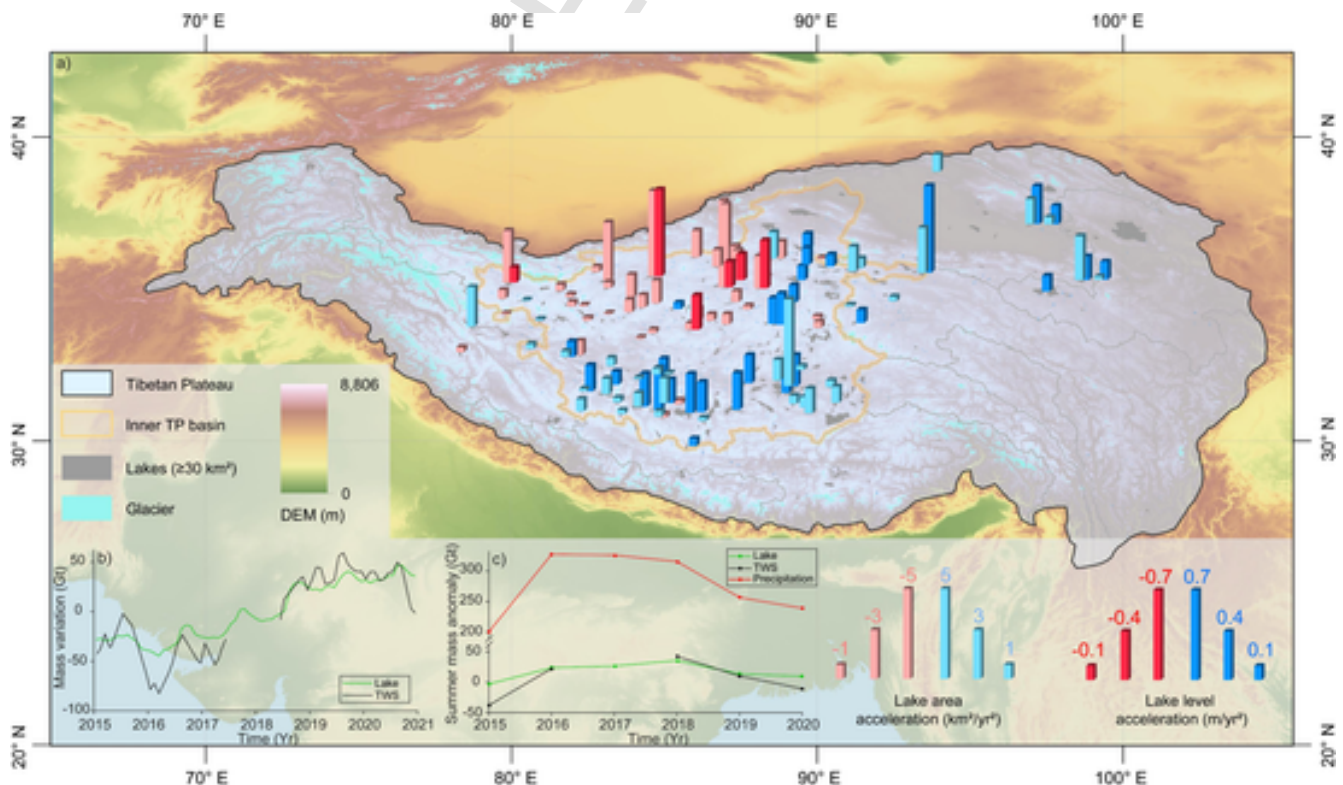 70° E 80° E 90° E 100° E
a)
40° N 40° N
30° N 30° N
20° N 20° N
Tibetan Plateau
Inner TP basin
Lakes (≥30 km²)
Glacier
8,806
0
DEM (m)
b)
Mass variation (Gt)
50
0
-50
-100
2015 2016 2017 2018 2019 2020 2021
Time (Yr)
Lake
TWS
c)
Summer mass anomaly (Gt)
300
250
200
50
0
-50
2015 2016 2017 2018 2019 2020
Time (Yr)
Lake
TWS
Precipitation
-1 -3 -5 5 3 1
Lake area
acceleration (km²/yr²)
-0.1 -0.4 -0.7 0.7 0.4 0.1
Lake level
acceleration (m/yr²)
70° E 80° E 90° E 100° E